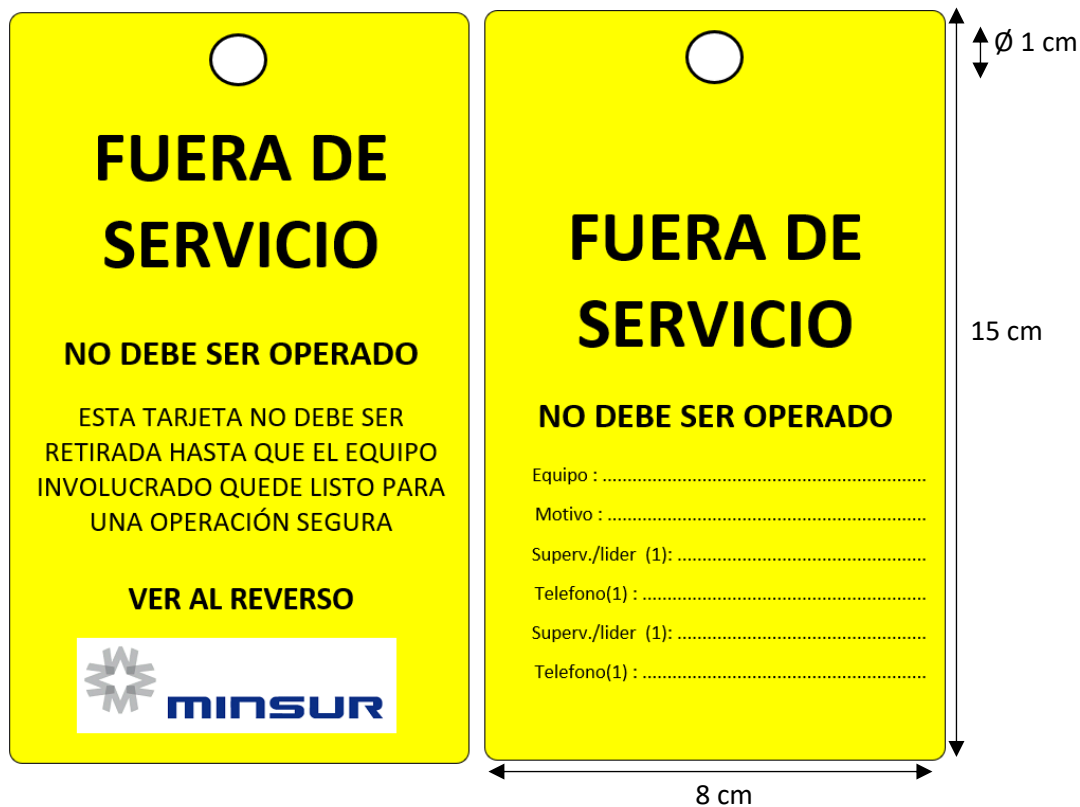 FUERA DE
SERVICIO
NO DEBE SER OPERADO
ESTA TARJETA NO DEBE SER
RETIRADA HASTA QUE EL EQUIPO
INVOLUCRADO QUEDE LISTO PARA
UNA OPERACIÓN SEGURA
VER AL REVERSO
MINSUR
FUERA DE
SERVICIO
NO DEBE SER OPERADO
Equipo : ................................................................
Motivo : ................................................................
Superv./lider (1): ..................................................
Telefono(1) : .........................................................
Superv./lider (1): ..................................................
Telefono(1) : .........................................................
Ø 1 cm
15 cm
8 cm